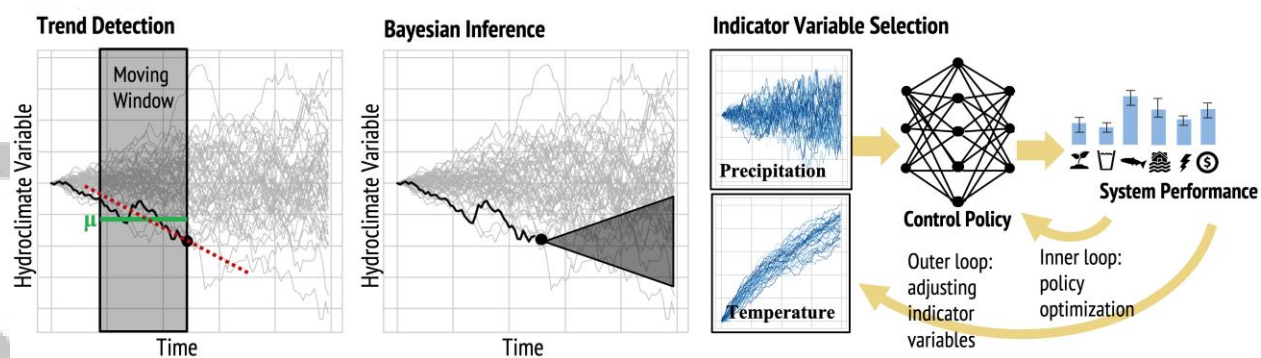 Trend Detection
Moving
Window
μ
Hydroclimate Variable
Time
Bayesian Inference
Hydroclimate Variable
Time
Indicator Variable Selection
Precipitation
Temperature
Control Policy
$
System Performance
Outer loop:
adjusting
indicator
variables
Inner loop:
policy
optimization